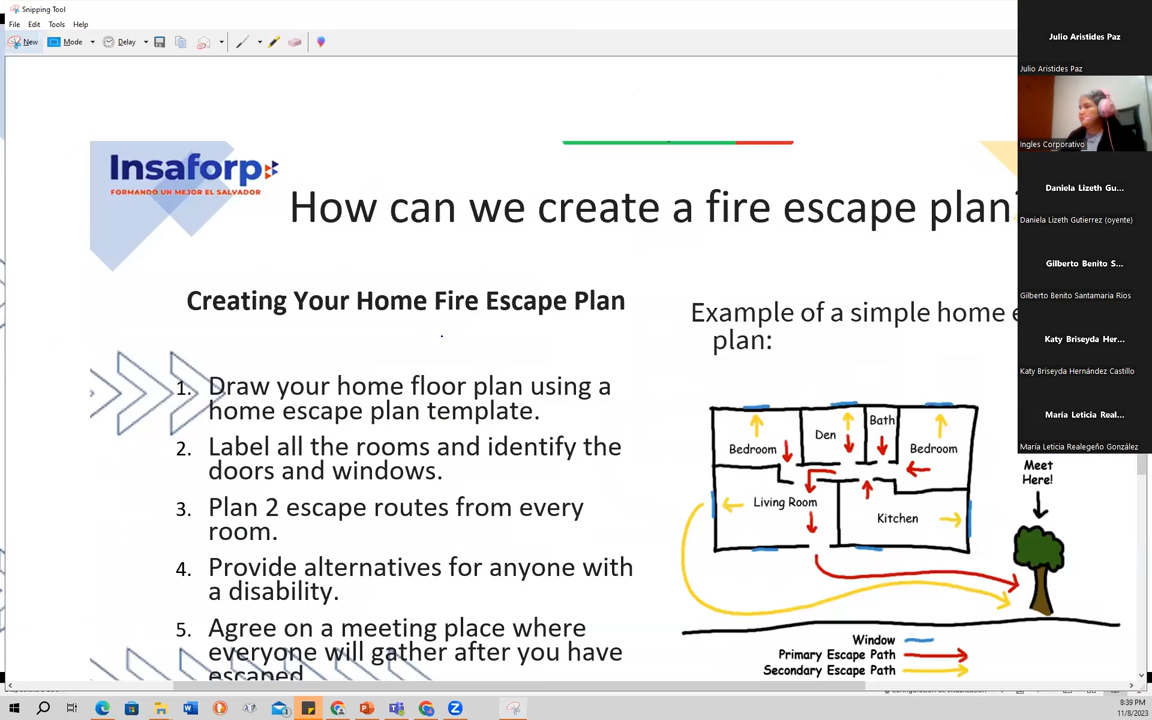 Snipping Tool
File Edit Tools Help
New Mode Delay
Insaforp
FORMANDO UN MEJOR EL SALVADOR
How can we create a fire escape plan?
Creating Your Home Fire Escape Plan
1. Draw your home floor plan using a
home escape plan template.
2. Label all the rooms and identify the
doors and windows.
3. Plan 2 escape routes from every
room.
4. Provide alternatives for anyone with
a disability.
5. Agree on a meeting place where
everyone will gather after you have
escaped
Example of a simple home e
plan:
Bedroom
Den
Bath
Bedroom
Living Room
Kitchen
Meet
Here!
Window
Primary Escape Path
Secondary Escape Path
Julio Aristides Paz
Julio Aristides Paz
Ingles Corporativo
Daniela Lizeth Gu...
Daniela Lizeth Gutierrez (oyente)
Gilberto Benito S...
Gilberto Benito Santamaria Rios
Katy Briseyda Her...
Katy Briseyda Hernández Castillo
María Leticia Real...
María Leticia Realegeño González
8:39 PM
11/8/2023